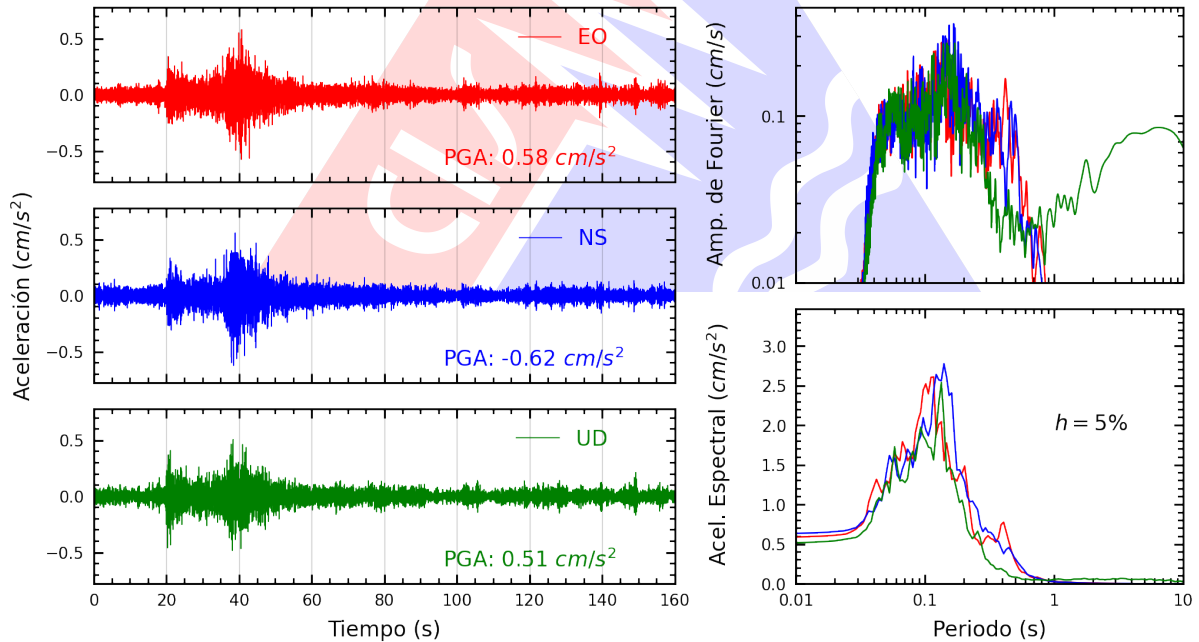 Aceleración (cm/s²)
0.5
0.0
−0.5
EO
PGA: 0.58 cm/s²
0.5
0.0
−0.5
NS
PGA: -0.62 cm/s²
0.5
0.0
−0.5
UD
PGA: 0.51 cm/s²
0 20 40 60 80 100 120 140 160
Tiempo (s)
Amp. de Fourier (cm/s)
0.1
0.01
Acel. Espectral (cm/s²)
3.0
2.5
2.0
1.5
1.0
0.5
0.0
h = 5%
0.01 0.1 1 10
Periodo (s)